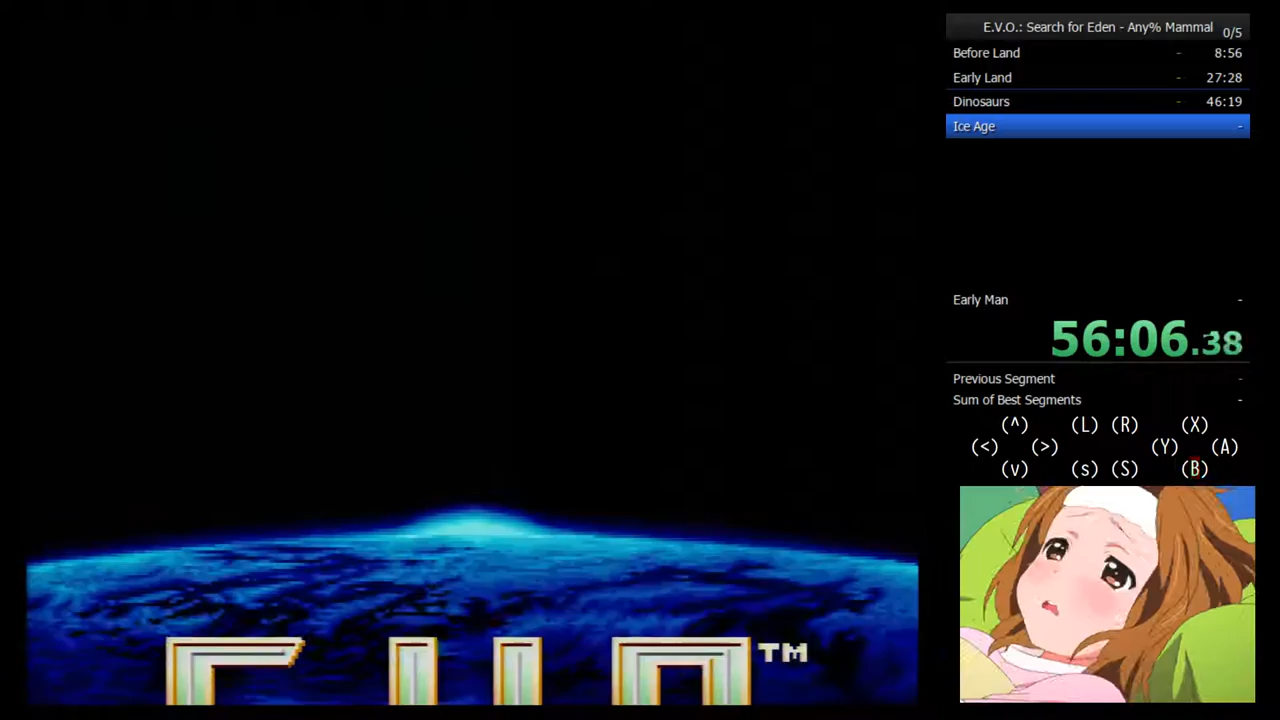 E.V.O.: Search for Eden - Any% Mammal 0/5
Before Land - 8:56
Early Land - 27:28
Dinosaurs - 46:19
Ice Age -
Early Man -
56:06.38
Previous Segment -
Sum of Best Segments -
(^) (L) (R) (X)
(<) (>) (Y) (A)
(v) (s) (S) (B)
TM